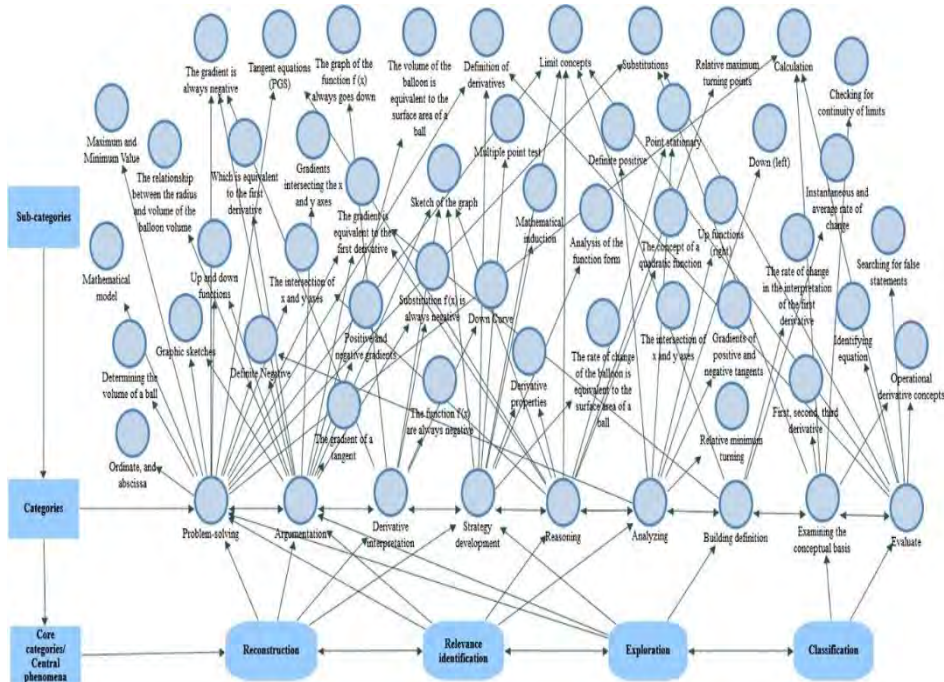 The gradient is
always negative
Tangent equations
(PGS)
The graph of the
function f (x)
always goes down
The volume of the
balloon is
equivalent to the
surface area of a
ball
Definition of
derivatives
Limit concepts
Substitutions
Relative maximum
turning points
Calculation
Checking for
continuity of limits
Maximum and
Minimum Value
The relationship
between the radius
and volume of the
balloon volume
Which is equivalent
to the first
derivative
Gradients
intersecting the x
and y axes
The gradient is
equivalent to the
first derivative
Sketch of the graph
Multiple point test
Definite positive
Point stationary
Down (left)
Instantaneous and
average rate of
change
Sub-categories
Mathematical
model
Up and down
functions
The intersection of
x and y axes
Substitution f(x) is
always negative
Mathematical
induction
Analysis of the
function form
The concept of a
quadratic function
Up functions
(right)
The rate of change
in the interpretation
of the first
derivative
Searching for false
statements
Determining the
volume of a ball
Graphic sketches
Definite Negative
Positive and
negative gradients
Down Curve
Derivative
properties
The rate of change
of the balloon is
equivalent to the
surface area of a
ball
The intersection of
x and y axes
Gradients of
positive and
negative tangents
Identifying
equation
First, second, third
derivative
Operational
derivative concepts
Ordinate, and
abscissa
The gradient of a
tangent
The function f(x)
are always negative
Relative minimum
turning
Categories
Problem-solving
Argumentation
Derivative
interpretation
Strategy
development
Reasoning
Analyzing
Building definition
Examining the
conceptual basis
Evaluate
Core
categories/
Central
phenomena
Reconstruction
Relevance
identification
Exploration
Classification